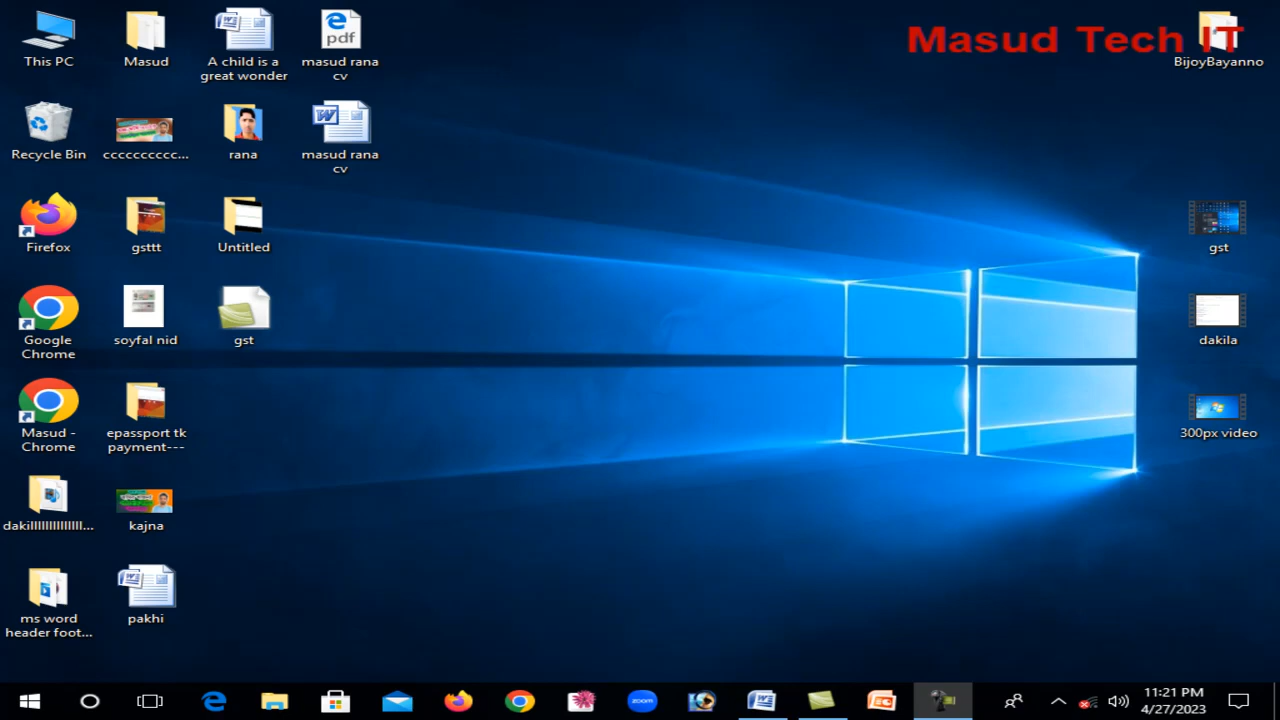 This PC
Masud
A child is a
great wonder
masud rana
cv
Masud Tech IT
BijoyBayanno
Recycle Bin
cccccccccc...
rana
masud rana
cv
Firefox
gsttt
Untitled
gst
Google
Chrome
soyfal nid
gst
dakila
Masud -
Chrome
epassport tk
payment---
300px video
dakillllllllllllll...
kajna
ms word
header foot...
pakhi
zoom
11:21 PM
4/27/2023